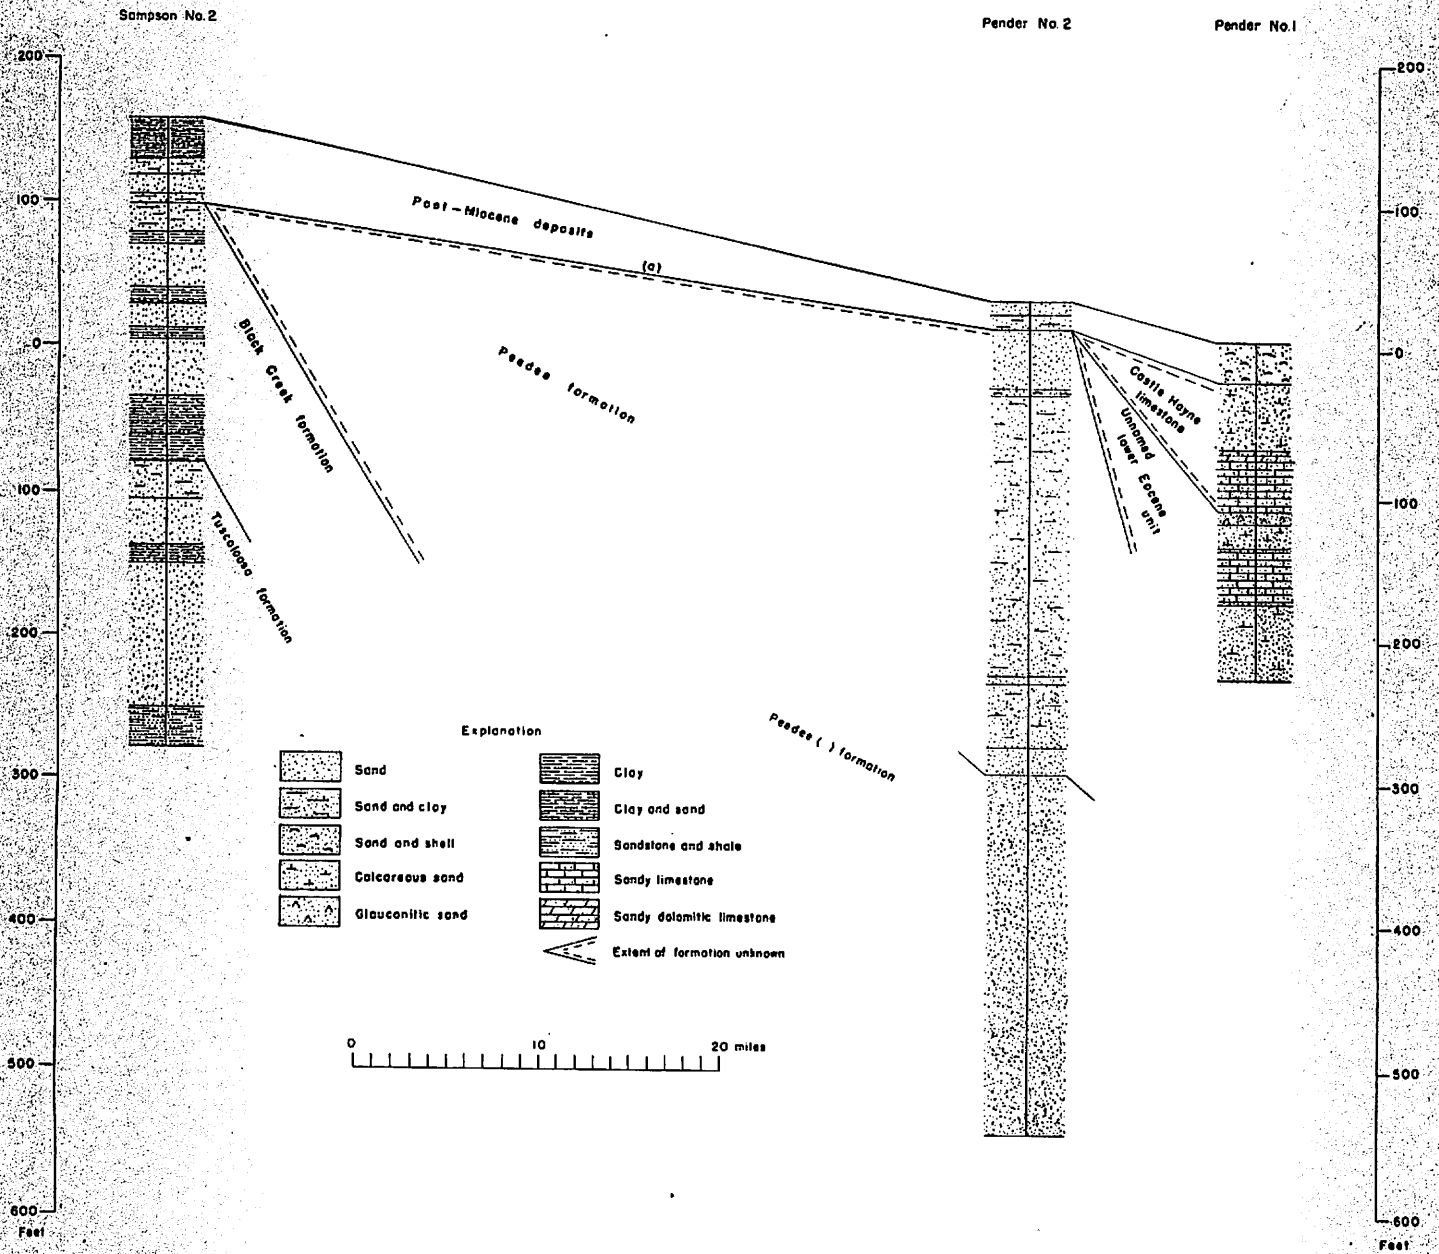 Sampson No. 2
Pender No. 2
Pender No. 1
200
100
0
100
200
300
400
500
600
Feet
200
100
0
100
200
300
400
500
600
Feet
Post-Miocene deposits
(a)
Black Creek formation
Peedee formation
Tuscaloosa formation
Castle Hayne
limestone
Unnamed
lower Eocene
unit
Peedee ( ) formation
Explanation
Sand
Sand and clay
Sand and shell
Calcareous sand
Glauconitic sand
Clay
Clay and sand
Sandstone and shale
Sandy limestone
Sandy dolomitic limestone
Extent of formation unknown
0 10 20 miles